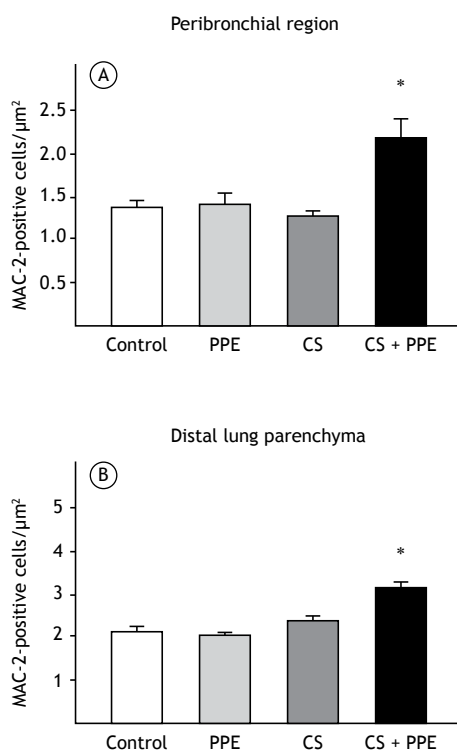 Peribronchial region
A
*
MAC-2-positive cells/µm²
2.5
2.0
1.5
1.0
0.5
Control PPE CS CS + PPE
Distal lung parenchyma
B
*
MAC-2-positive cells/µm²
5
4
3
2
1
Control PPE CS CS + PPE